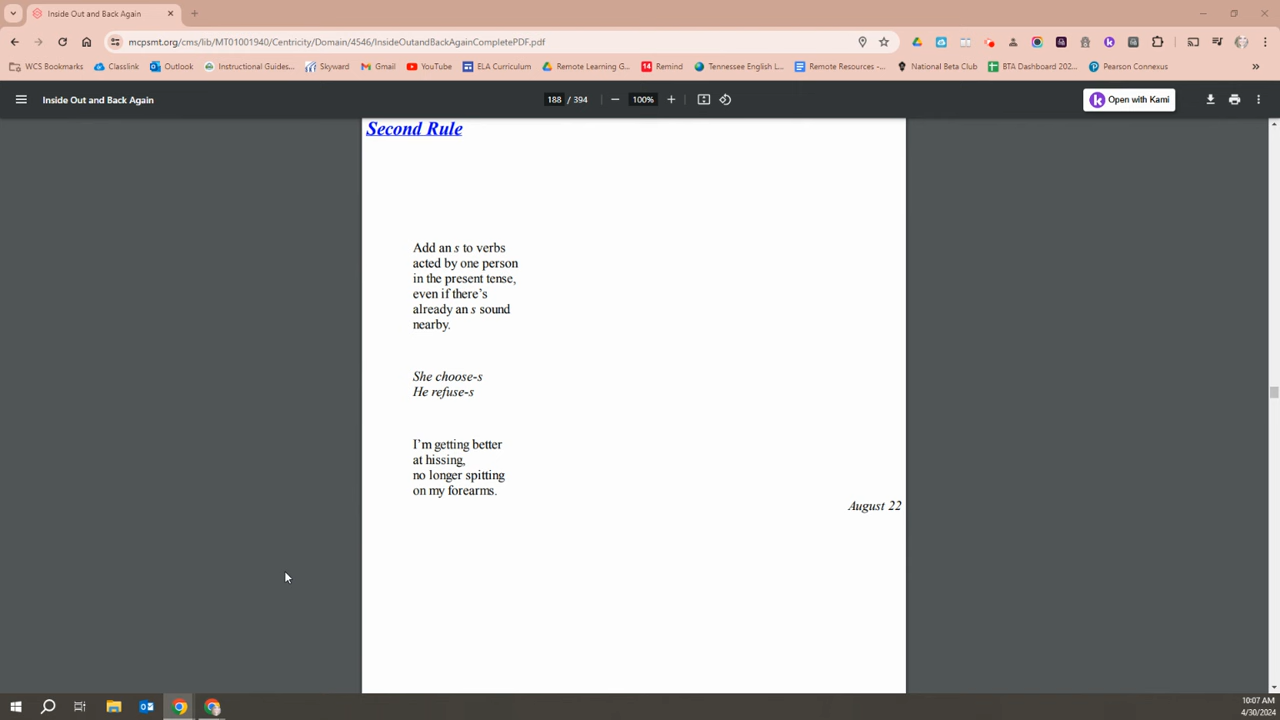 Inside Out and Back Again
mcpsmt.org/cms/lib/MT01001940/Centricity/Domain/4546/InsideOutandBackAgainCompletePDF.pdf
WCS Bookmarks
Classlink
Outlook
Instructional Guides...
Skyward
Gmail
YouTube
ELA Curriculum
Remote Learning G...
14 Remind
Tennessee English L...
Remote Resources -...
National Beta Club
BTA Dashboard 202...
Pearson Connexus
Inside Out and Back Again
188 / 394
100%
Open with Kami
Second Rule
Add an s to verbs
acted by one person
in the present tense,
even if there's
already an s sound
nearby.
She choose-s
He refuse-s
I'm getting better
at hissing,
no longer spitting
on my forearms.
August 22
10:07 AM
4/30/2024